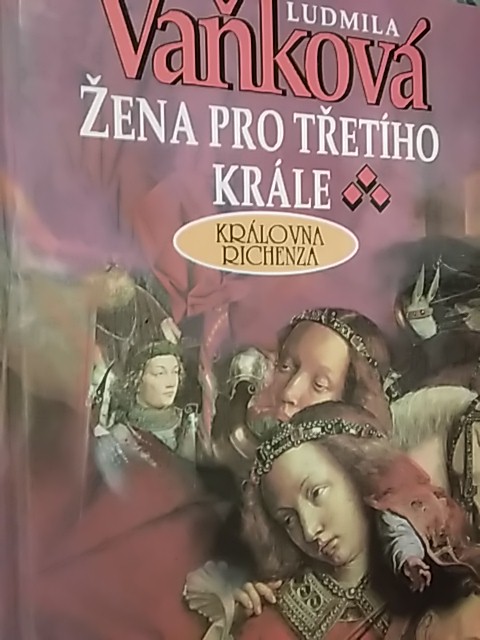 LUDMILA
Vaňková
ŽENA PRO TŘETÍHO
KRÁLE
KRÁLOVNA
RICHENZA